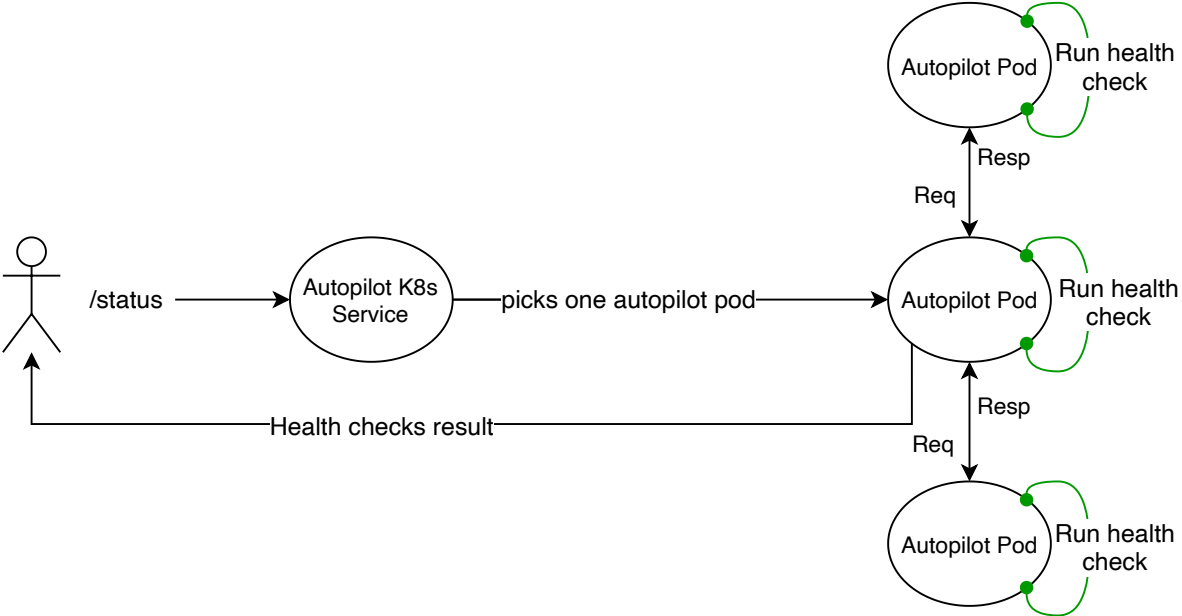 Autopilot Pod
Run health
check
Resp
Req
/status
Autopilot K8s
Service
picks one autopilot pod
Autopilot Pod
Run health
check
Health checks result
Resp
Req
Autopilot Pod
Run health
check